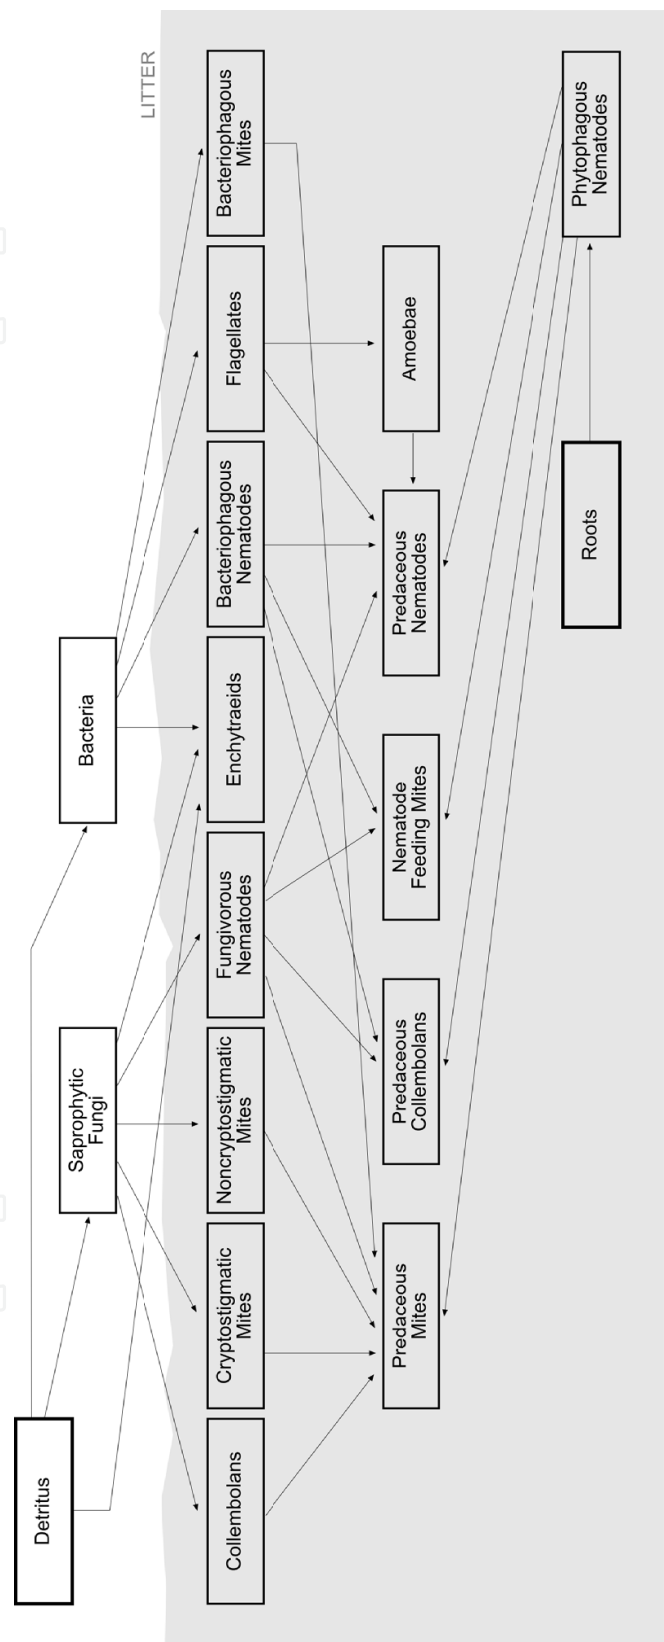 LITTER
Detritus
Saprophytic
Fungi
Bacteria
Collembolans
Cryptostigmatic
Mites
Noncryptostigmatic
Mites
Fungivorous
Nematodes
Enchytraeids
Bacteriophagous
Nematodes
Flagellates
Bacteriophagous
Mites
Predaceous
Mites
Predaceous
Collembolans
Nematode
Feeding Mites
Predaceous
Nematodes
Amoebae
Roots
Phytophagous
Nematodes